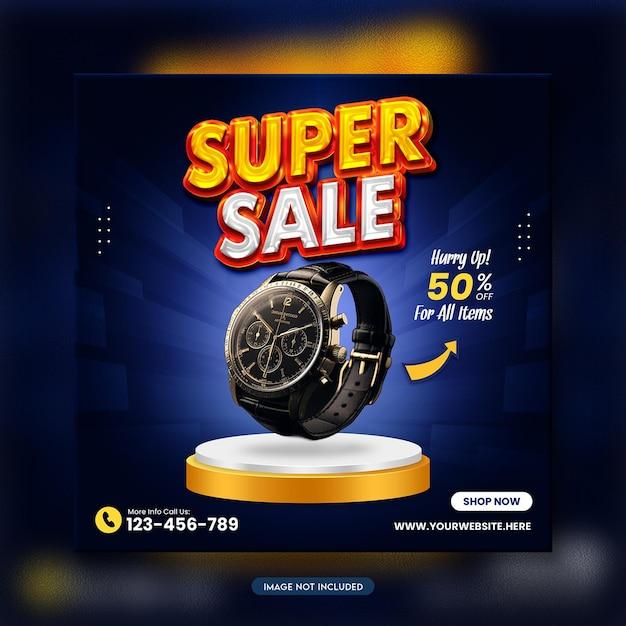 SUPER
SALE
Hurry Up!
50% OFF
For All Items
SHOP NOW
More Info Call Us:
123-456-789
WWW.YOURWEBSITE.HERE
IMAGE NOT INCLUDED